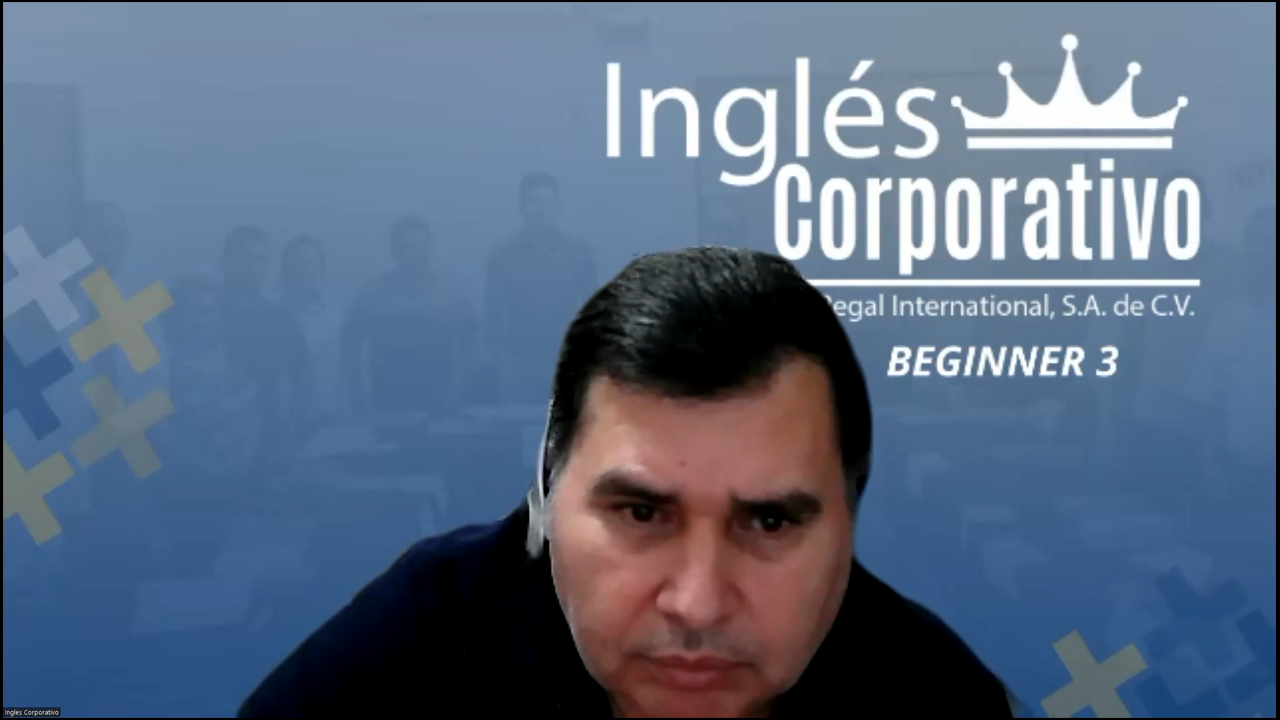 Inglés
Corporativo
Regal International, S.A. de C.V.
BEGINNER 3
Ingles Corporativo